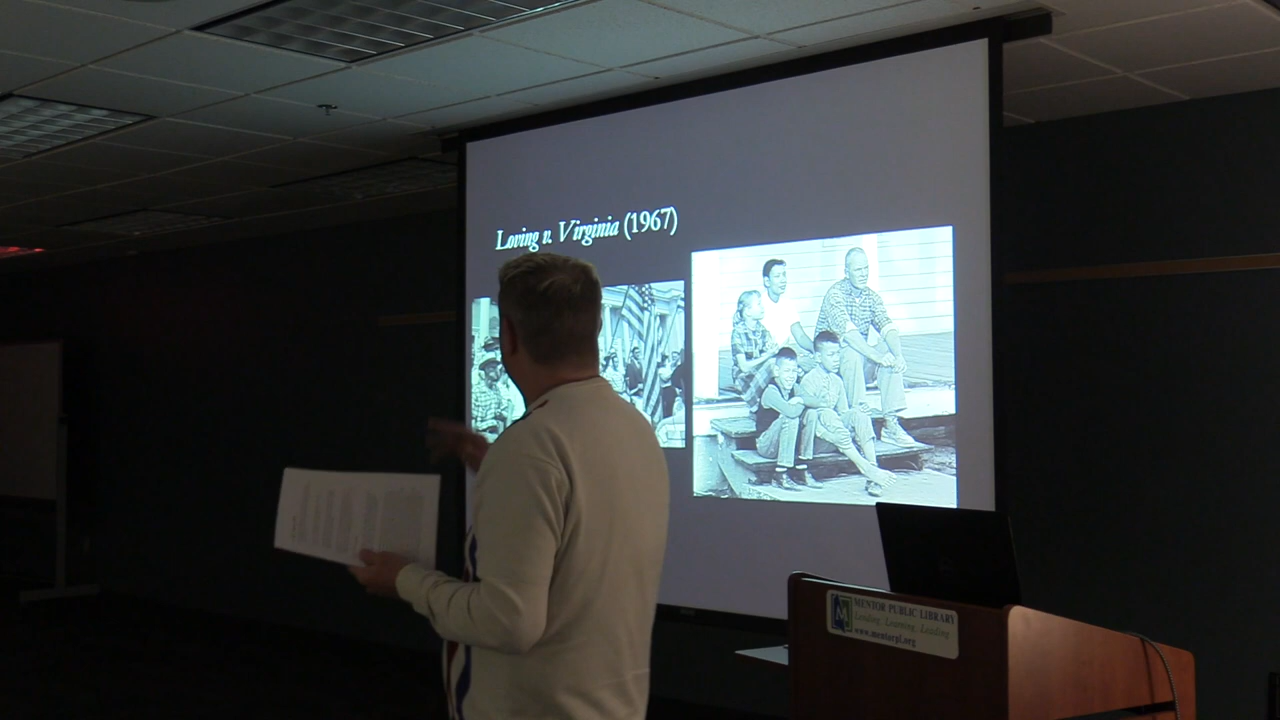 Loving v. Virginia (1967)
MENTOR PUBLIC LIBRARY
Lending, Learning, Leading
www.mentorpl.org